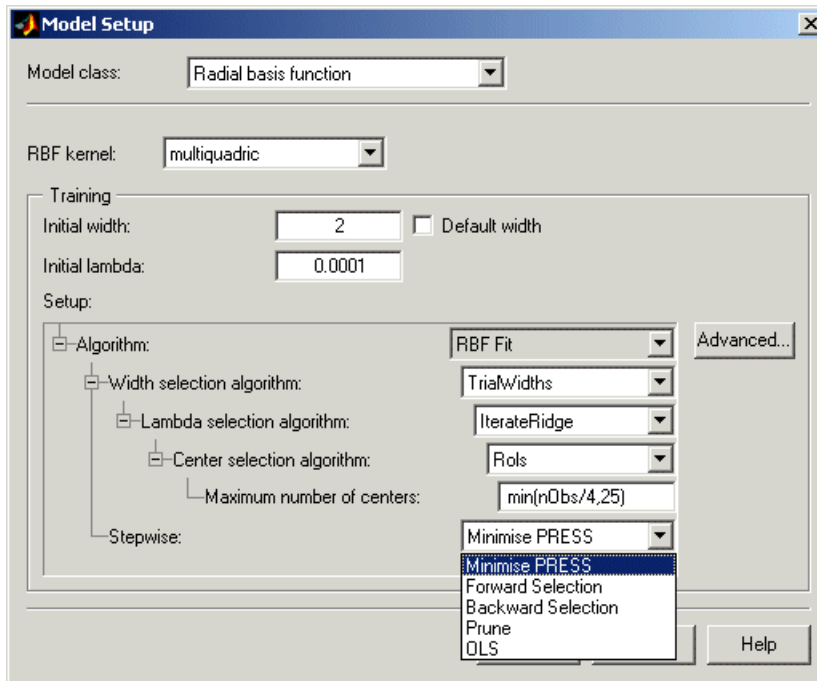 Model Setup
Model class: Radial basis function
RBF kernel: multiquadric
Training
Initial width: 2 Default width
Initial lambda: 0.0001
Setup:
Algorithm: RBF Fit Advanced...
Width selection algorithm: TrialWidths
Lambda selection algorithm: IterateRidge
Center selection algorithm: Rols
Maximum number of centers: min(nObs/4,25)
Stepwise: Minimise PRESS
Minimise PRESS
Forward Selection
Backward Selection
Prune
OLS
Help